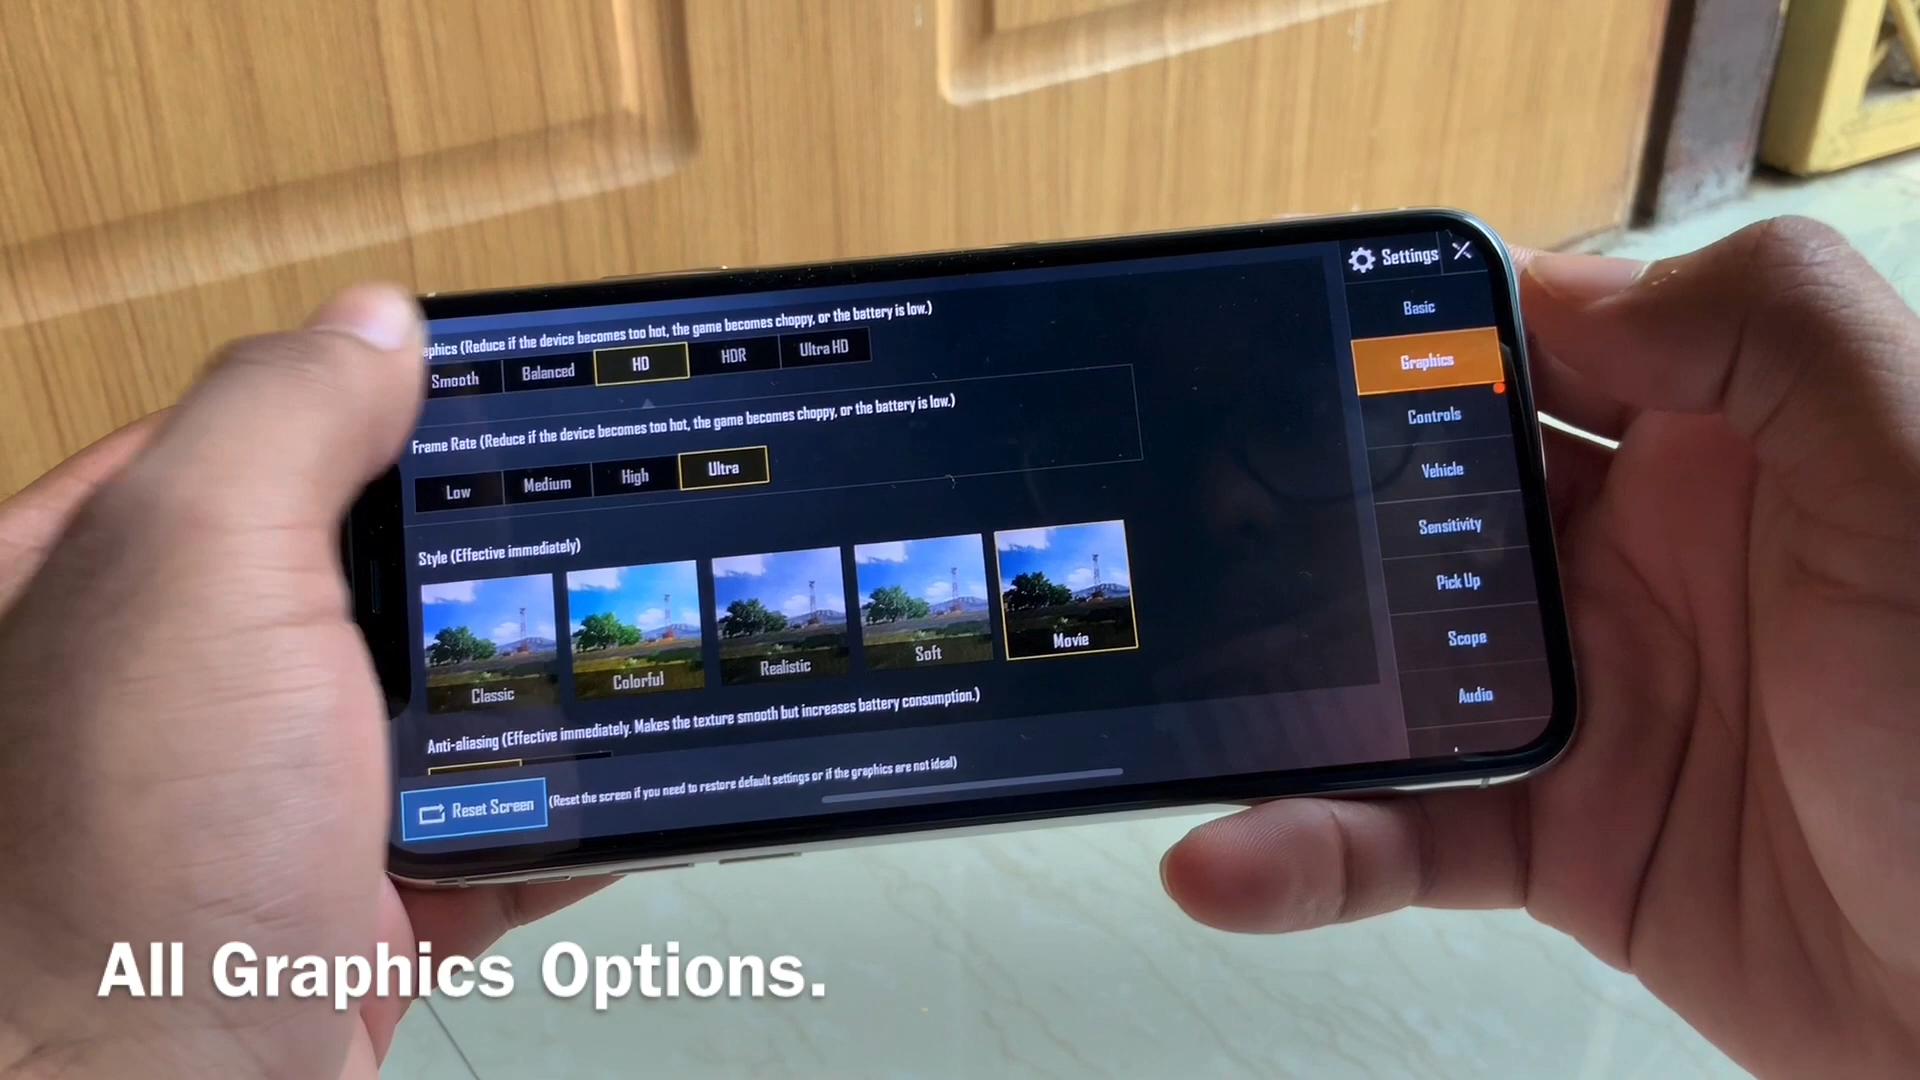 Settings
aphics (Reduce if the device becomes too hot, the game becomes choppy, or the battery is low.)
Smooth Balanced HD HDR Ultra HD
Frame Rate (Reduce if the device becomes too hot, the game becomes choppy, or the battery is low.)
Low Medium High Ultra
Style (Effective immediately)
Classic Colorful Realistic Soft Movie
Anti-aliasing (Effective immediately. Makes the texture smooth but increases battery consumption.)
Reset Screen (Reset the screen if you need to restore default settings or if the graphics are not ideal)
Basic
Graphics
Controls
Vehicle
Sensitivity
Pick Up
Scope
Audio
All Graphics Options.